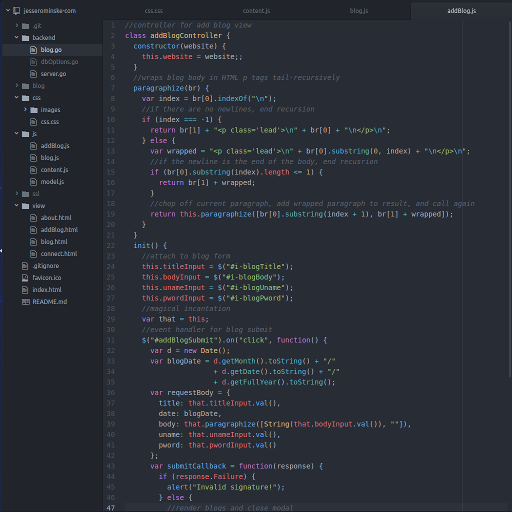 jesserominske-com
.git
backend
blog.go
dbOptions.go
server.go
blog
css
images
css.css
js
addBlog.js
blog.js
content.js
model.js
ssl
view
about.html
addBlog.html
blog.html
connect.html
.gitignore
favicon.ico
index.html
README.md
css.css
content.js
blog.js
addBlog.js
1 //controller for add blog view
2 class addBlogController {
3 constructor(website) {
4 this.website = website;;
5 }
6 //wraps blog body in HTML p tags tail-recursively
7 paragraphize(br) {
8 var index = br[0].indexOf("\n");
9 //if there are no newlines, end recursion
10 if (index === -1) {
11 return br[1] + "<p class='lead'>\n" + br[0] + "\n</p>\n";
12 } else {
13 var wrapped = "<p class='lead'>\n" + br[0].substring(0, index) + "\n</p>\n";
14 //if the newline is the end of the body, end recusrion
15 if (br[0].substring(index).length <= 1) {
16 return br[1] + wrapped;
17 }
18 //chop off current paragraph, add wrapped paragraph to result, and call again
19 return this.paragraphize([br[0].substring(index + 1), br[1] + wrapped]);
20 }
21 }
22 init() {
23 //attach to blog form
24 this.titleInput = $("#i-blogTitle");
25 this.bodyInput = $("#i-blogBody");
26 this.unameInput = $("#i-blogUname");
27 this.pwordInput = $("#i-blogPword");
28 //magical incantation
29 var that = this;
30 //event handler for blog submit
31 $("#addBlogSubmit").on("click", function() {
32 var d = new Date();
33 var blogDate = d.getMonth().toString() + "/"
34 + d.getDate().toString() + "/"
35 + d.getFullYear().toString();
36 var requestBody = {
37 title: that.titleInput.val(),
38 date: blogDate,
39 body: that.paragraphize([String(that.bodyInput.val()), ""]),
40 uname: that.unameInput.val(),
41 pword: that.pwordInput.val()
42 };
43 var submitCallback = function(response) {
44 if (response.Failure) {
45 alert("Invalid signature!");
46 } else {
47 //render blogs and close modal